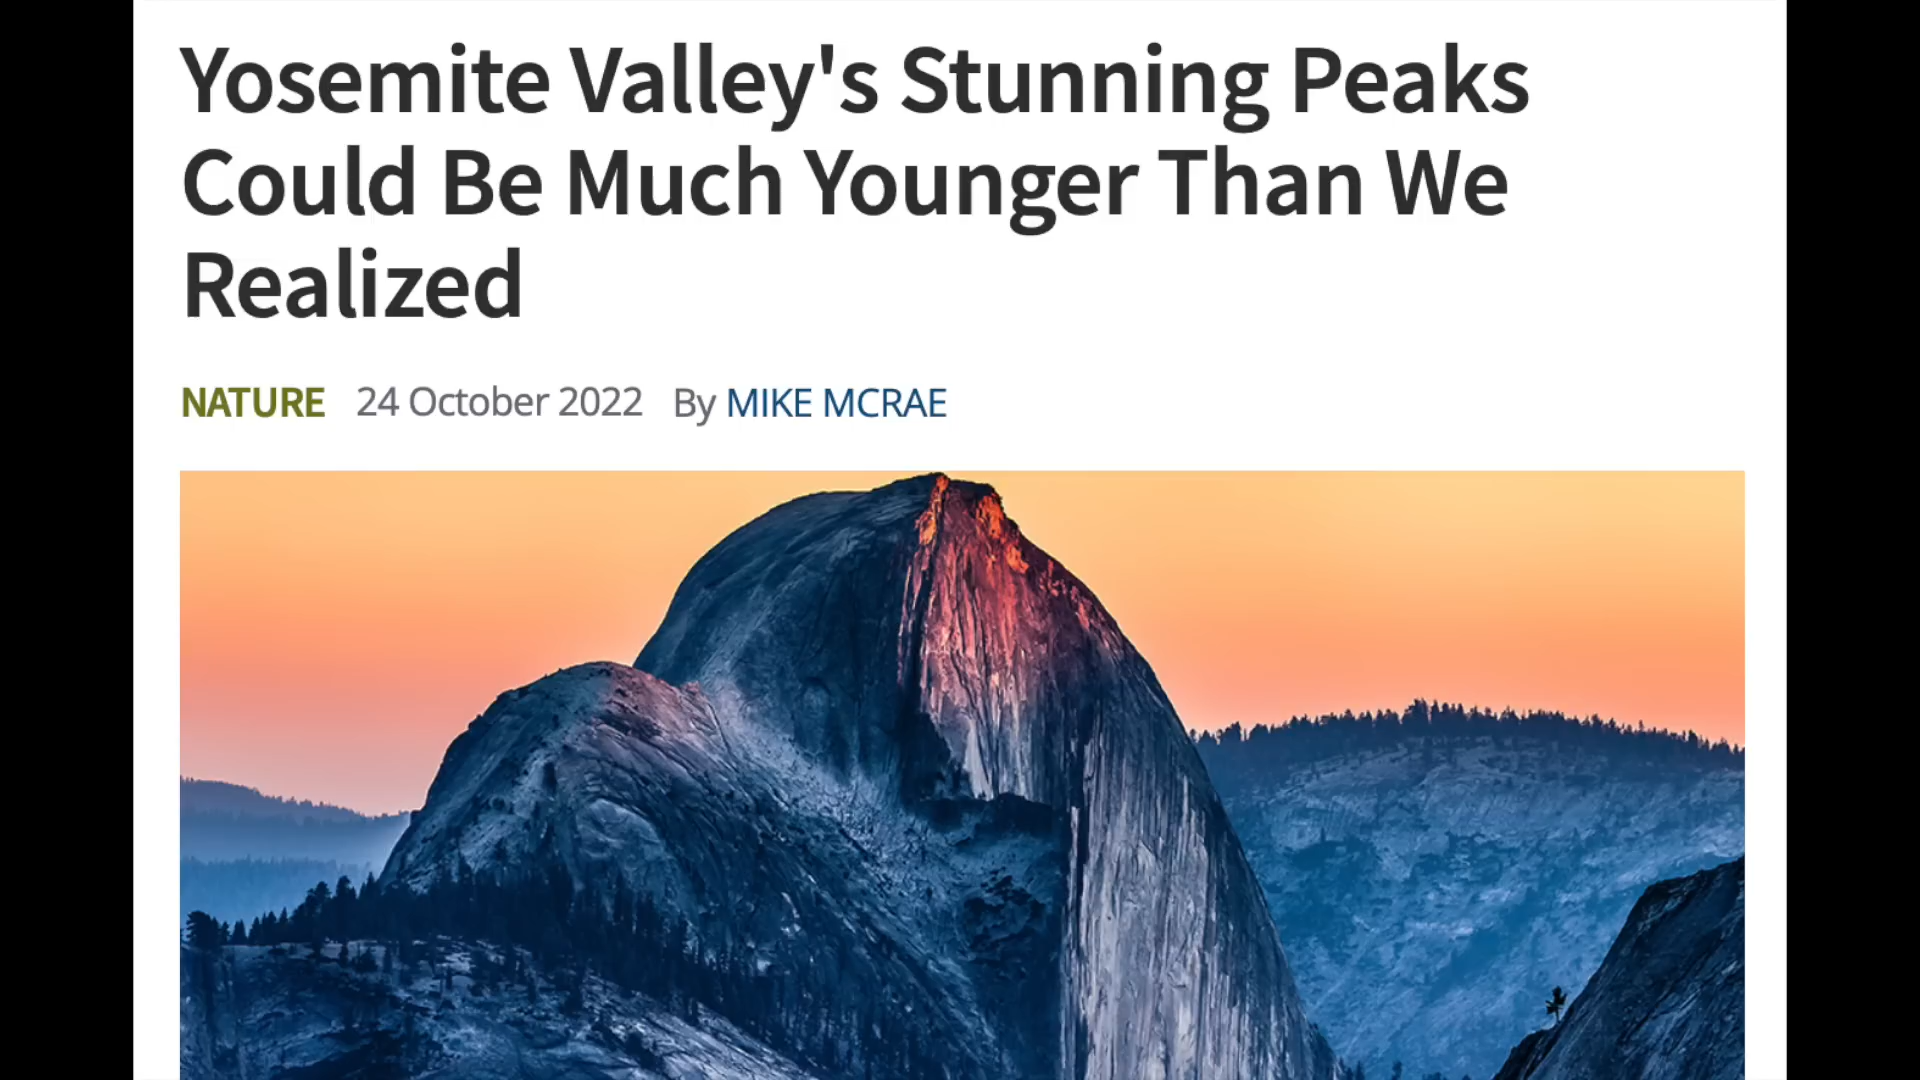 Yosemite Valley's Stunning Peaks
Could Be Much Younger Than We
Realized
NATURE 24 October 2022 By MIKE MCRAE